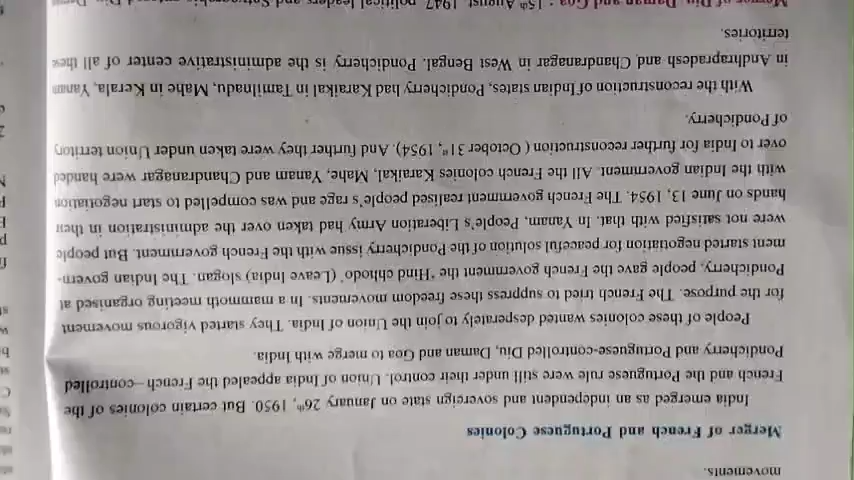 movements.
Merger of French and Portuguese Colonies
India emerged as an independent and sovereign state on January 26th, 1950. But certain colonies of the
French and the Portuguese rule were still under their control. Union of India appealed the French—controlled
Pondicherry and Portuguese-controlled Diu, Daman and Goa to merge with India.
People of these colonies wanted desperately to join the Union of India. They started vigorous movement
for the purpose. The French tried to suppress these freedom movements. In a mammoth meeting organised at
Pondicherry, people gave the French government the 'Hind chhodo' (Leave India) slogan. The Indian govern-
ment started negotiation for peaceful solution of the Pondicherry issue with the French government. But people
were not satisfied with that. In Yanam, People's Liberation Army had taken over the administration in their
hands on June 13, 1954. The French government realised people's rage and was compelled to start negotiation
with the Indian government. All the French colonies Karaikal, Mahe, Yanam and Chandranagar were handed
over to India for further reconstruction ( October 31st, 1954). And further they were taken under Union territory
of Pondicherry.
With the reconstruction of Indian states, Pondicherry had Karaikal in Tamilnadu, Mahe in Kerala, Yanam
in Andhrapradesh and Chandranagar in West Bengal. Pondicherry is the administrative center of all these
territories.
Merger of Diu, Daman and Goa : 15th August, 1947, political leaders and